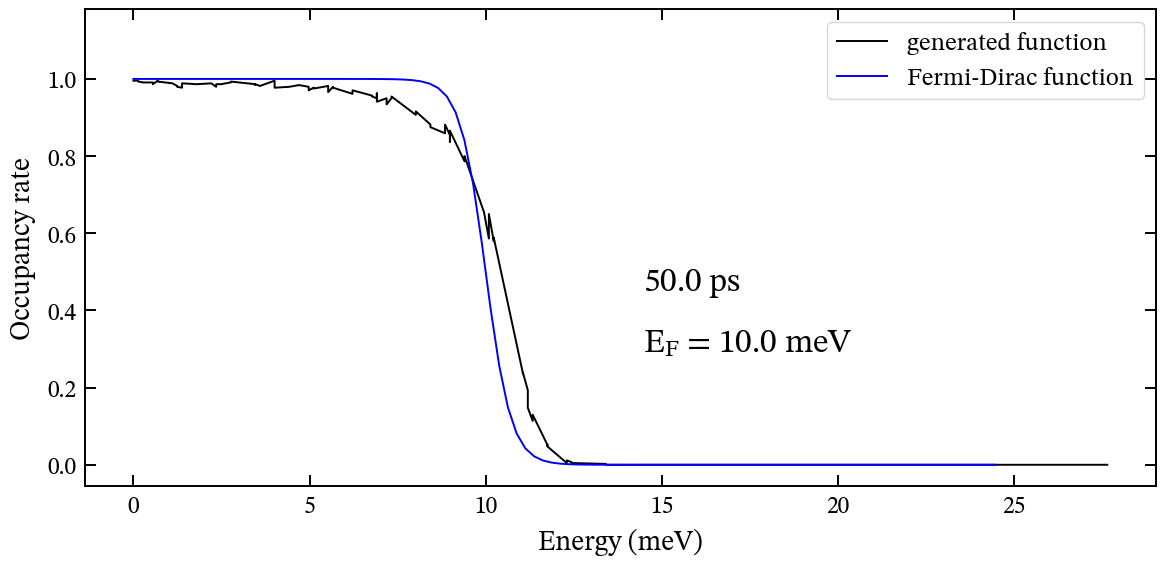 generated function
Fermi-Dirac function
1.0
0.8
0.6
0.4
0.2
0.0
Occupancy rate
50.0 ps
E_F = 10.0 meV
0 5 10 15 20 25
Energy (meV)